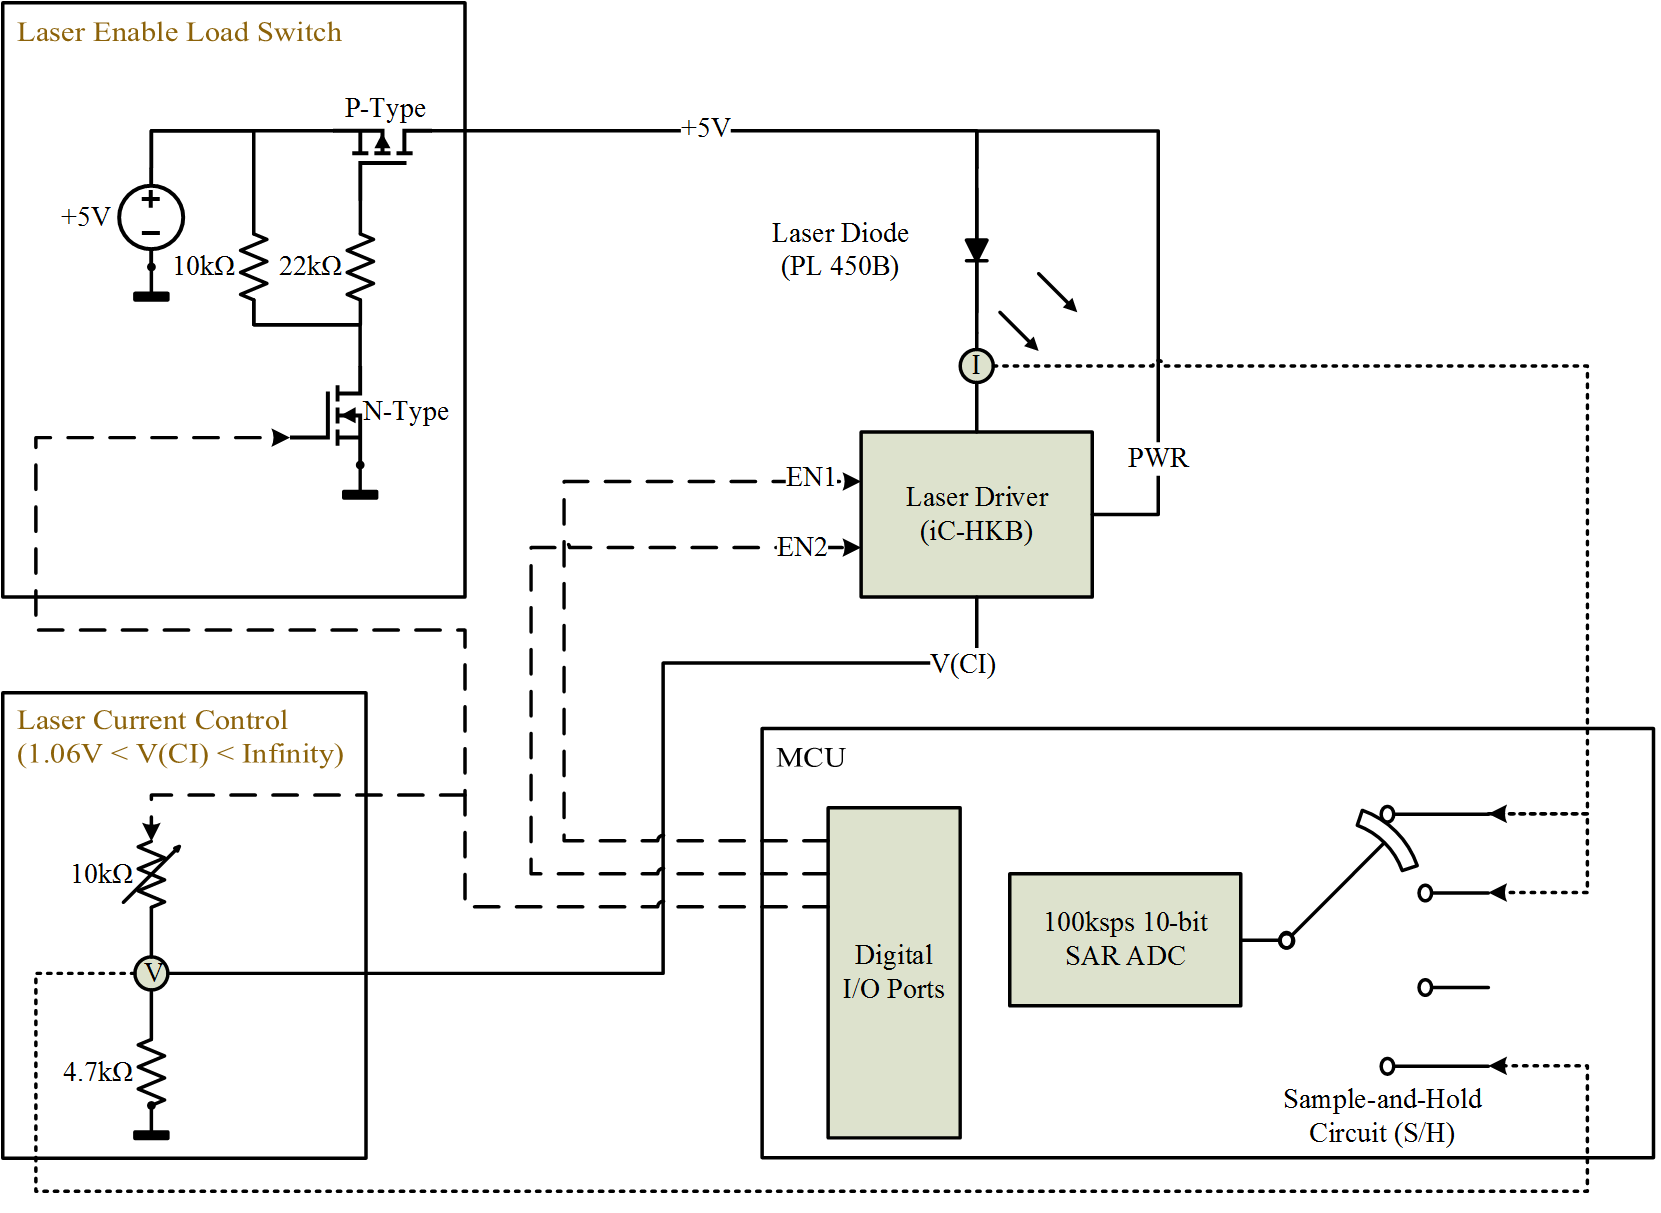 Laser Enable Load Switch
P-Type
+5V
+5V
10kΩ
22kΩ
N-Type
Laser Diode
(PL 450B)
I
PWR
EN1
EN2
Laser Driver
(iC-HKB)
V(CI)
Laser Current Control
(1.06V < V(CI) < Infinity)
10kΩ
V
4.7kΩ
MCU
Digital
I/O Ports
100ksps 10-bit
SAR ADC
Sample-and-Hold
Circuit (S/H)